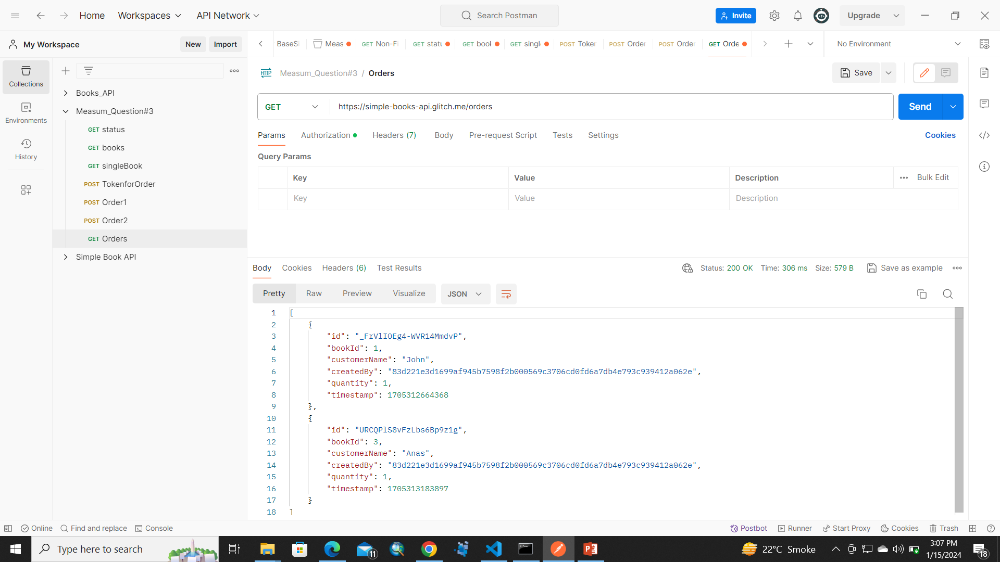 Home
Workspaces
API Network
Search Postman
Invite
Upgrade
My Workspace
New
Import
BaseSi
Meas
GET Non-Fi
GET statu
GET book
GET singl
POST Token
POST Order
POST Order
GET Orde
No Environment
Collections
Environments
History
Books_API
Measum_Question#3
GET status
GET books
GET singleBook
POST TokenforOrder
POST Order1
POST Order2
GET Orders
Simple Book API
HTTP
Measum_Question#3 / Orders
Save
GET
https://simple-books-api.glitch.me/orders
Send
Params
Authorization
Headers (7)
Body
Pre-request Script
Tests
Settings
Cookies
Query Params
Key
Value
Description
Bulk Edit
Key
Value
Description
Body
Cookies
Headers (6)
Test Results
Status: 200 OK
Time: 306 ms
Size: 579 B
Save as example
Pretty
Raw
Preview
Visualize
JSON
1 [
2 {
3 "id": "_FrVlIOEg4-WVR14MmdvP",
4 "bookId": 1,
5 "customerName": "John",
6 "createdBy": "83d221e3d1699af945b7598f2b000569c3706cd0fd6a7db4e793c939412a062e",
7 "quantity": 1,
8 "timestamp": 1705312664368
9 },
10 {
11 "id": "URCQPlS8vFzLbs6Bp9z1g",
12 "bookId": 3,
13 "customerName": "Anas",
14 "createdBy": "83d221e3d1699af945b7598f2b000569c3706cd0fd6a7db4e793c939412a062e",
15 "quantity": 1,
16 "timestamp": 1705313183897
17 }
18 ]
Online
Find and replace
Console
Postbot
Runner
Start Proxy
Cookies
Trash
Type here to search
11
22°C Smoke
3:07 PM
1/15/2024
18